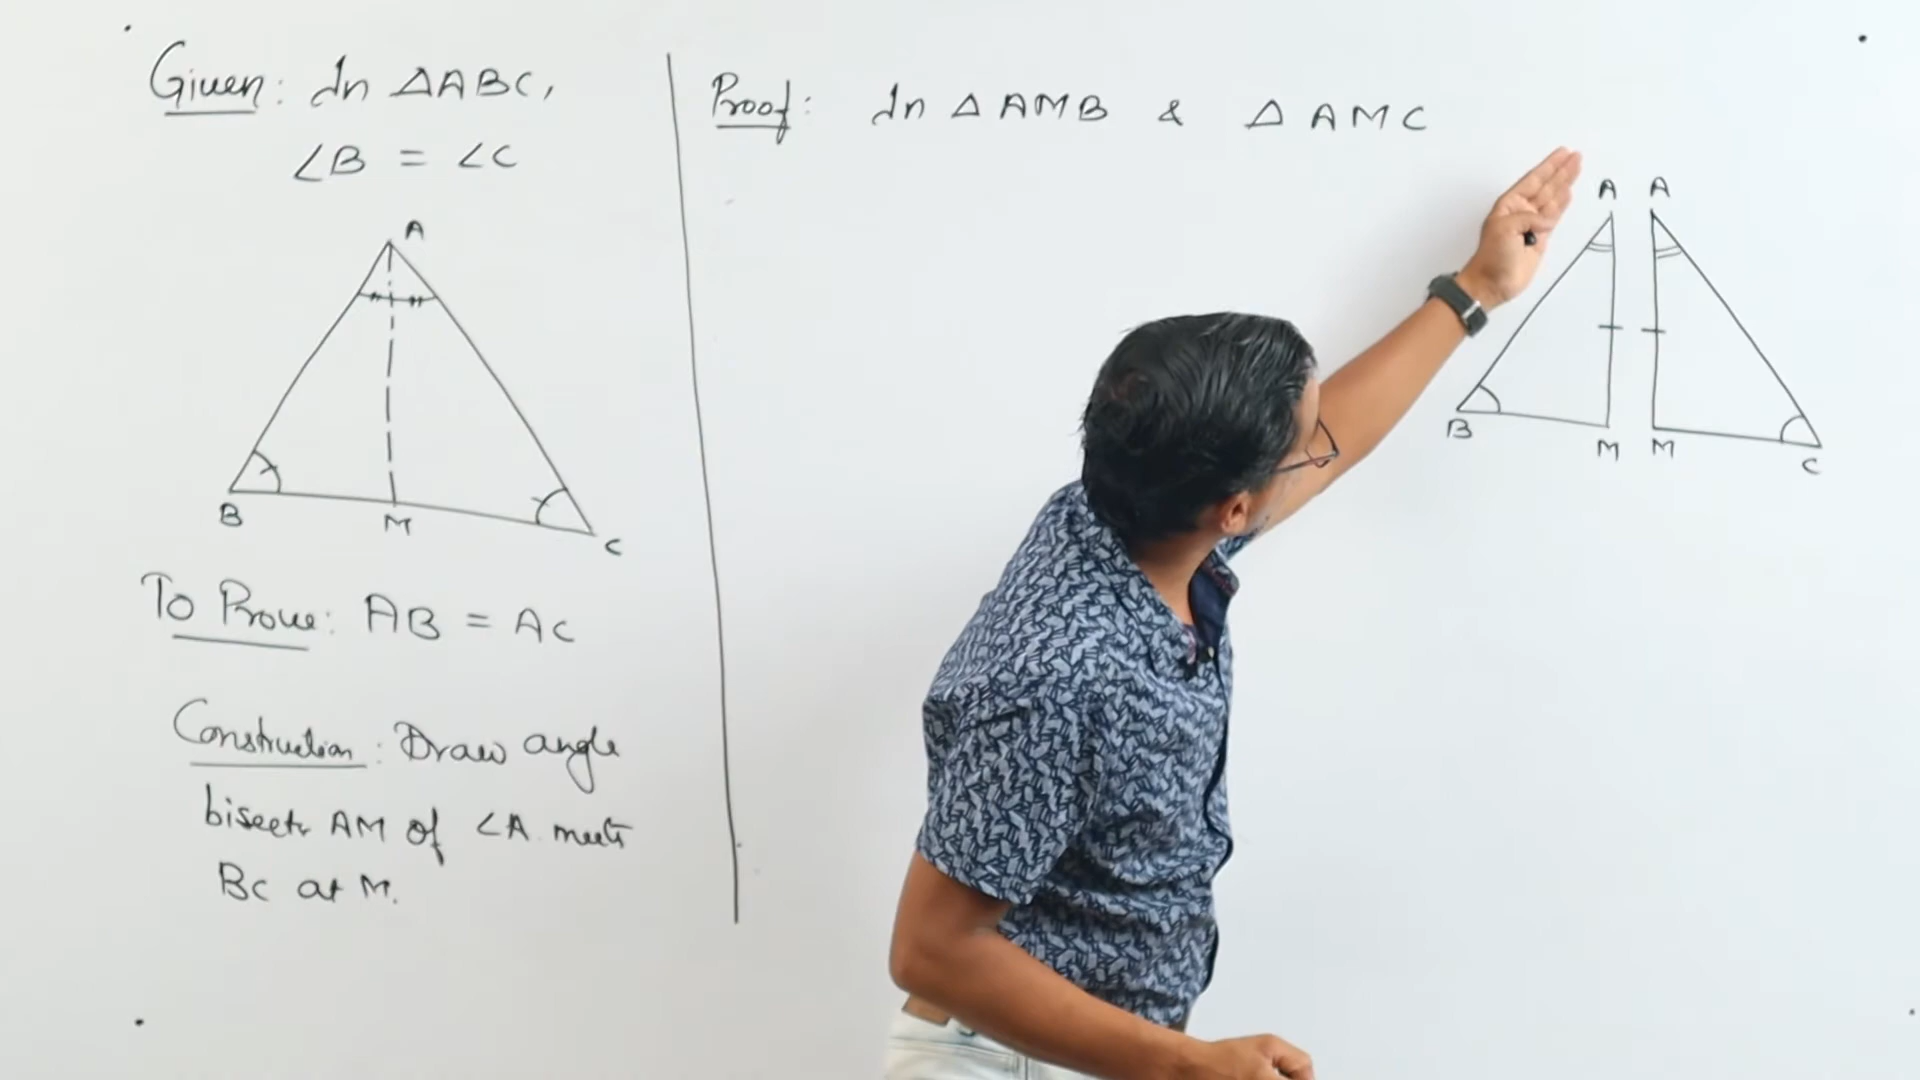 Given: In △ABC,
∠B = ∠C
A
B
M
C
To Prove: AB = AC
Construction: Draw angle
bisector AM of ∠A meets
BC at M.
Proof: In △AMB & △AMC
A A
B
M M
C